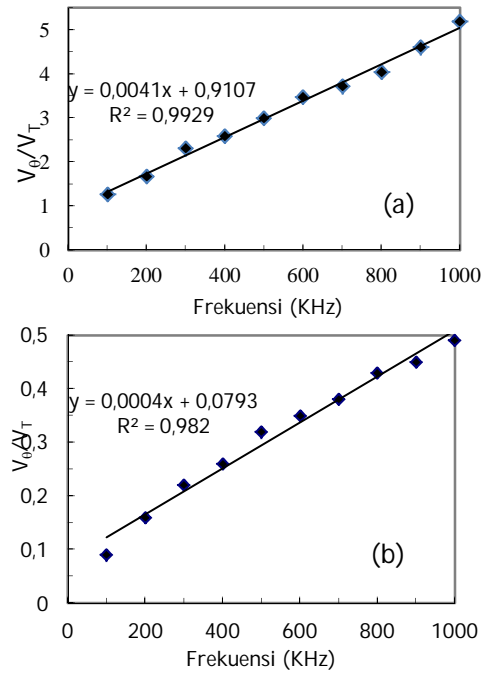 5
4
3
2
1
0
V_θ/V_T
y = 0,0041x + 0,9107
R² = 0,9929
(a)
0 200 400 600 800 1000
Frekuensi (KHz)
0,5
0,4
0,3
0,2
0,1
0
V_θ/V_T
y = 0,0004x + 0,0793
R² = 0,982
(b)
0 200 400 600 800 1000
Frekuensi (KHz)